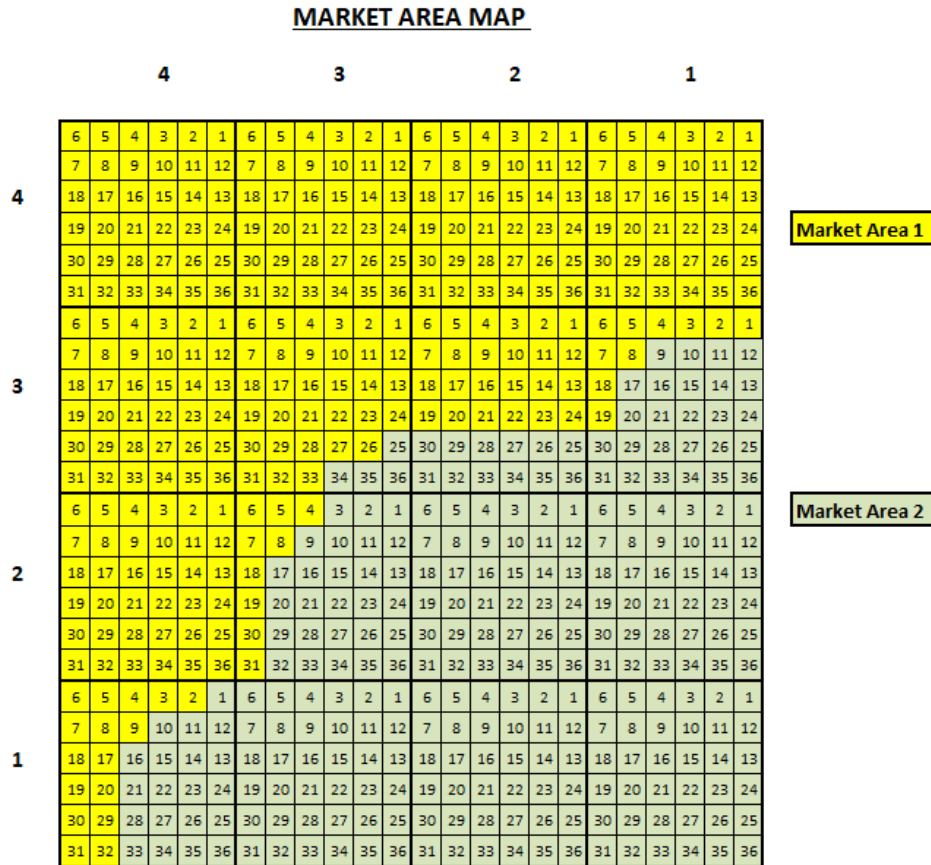 MARKET AREA MAP
4 3 2 1
6 5 4 3 2 1 6 5 4 3 2 1 6 5 4 3 2 1 6 5 4 3 2 1
7 8 9 10 11 12 7 8 9 10 11 12 7 8 9 10 11 12 7 8 9 10 11 12
4 18 17 16 15 14 13 18 17 16 15 14 13 18 17 16 15 14 13 18 17 16 15 14 13
19 20 21 22 23 24 19 20 21 22 23 24 19 20 21 22 23 24 19 20 21 22 23 24 Market Area 1
30 29 28 27 26 25 30 29 28 27 26 25 30 29 28 27 26 25 30 29 28 27 26 25
31 32 33 34 35 36 31 32 33 34 35 36 31 32 33 34 35 36 31 32 33 34 35 36
6 5 4 3 2 1 6 5 4 3 2 1 6 5 4 3 2 1 6 5 4 3 2 1
7 8 9 10 11 12 7 8 9 10 11 12 7 8 9 10 11 12 7 8 9 10 11 12
3 18 17 16 15 14 13 18 17 16 15 14 13 18 17 16 15 14 13 18 17 16 15 14 13
19 20 21 22 23 24 19 20 21 22 23 24 19 20 21 22 23 24 19 20 21 22 23 24
30 29 28 27 26 25 30 29 28 27 26 25 30 29 28 27 26 25 30 29 28 27 26 25
31 32 33 34 35 36 31 32 33 34 35 36 31 32 33 34 35 36 31 32 33 34 35 36
6 5 4 3 2 1 6 5 4 3 2 1 6 5 4 3 2 1 6 5 4 3 2 1 Market Area 2
7 8 9 10 11 12 7 8 9 10 11 12 7 8 9 10 11 12 7 8 9 10 11 12
2 18 17 16 15 14 13 18 17 16 15 14 13 18 17 16 15 14 13 18 17 16 15 14 13
19 20 21 22 23 24 19 20 21 22 23 24 19 20 21 22 23 24 19 20 21 22 23 24
30 29 28 27 26 25 30 29 28 27 26 25 30 29 28 27 26 25 30 29 28 27 26 25
31 32 33 34 35 36 31 32 33 34 35 36 31 32 33 34 35 36 31 32 33 34 35 36
6 5 4 3 2 1 6 5 4 3 2 1 6 5 4 3 2 1 6 5 4 3 2 1
7 8 9 10 11 12 7 8 9 10 11 12 7 8 9 10 11 12 7 8 9 10 11 12
1 18 17 16 15 14 13 18 17 16 15 14 13 18 17 16 15 14 13 18 17 16 15 14 13
19 20 21 22 23 24 19 20 21 22 23 24 19 20 21 22 23 24 19 20 21 22 23 24
30 29 28 27 26 25 30 29 28 27 26 25 30 29 28 27 26 25 30 29 28 27 26 25
31 32 33 34 35 36 31 32 33 34 35 36 31 32 33 34 35 36 31 32 33 34 35 36